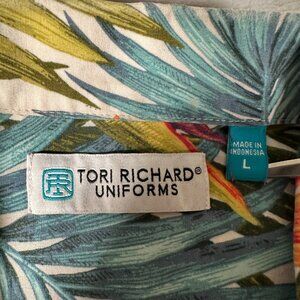 TORI RICHARD®
UNIFORMS
MADE IN
INDONESIA
L